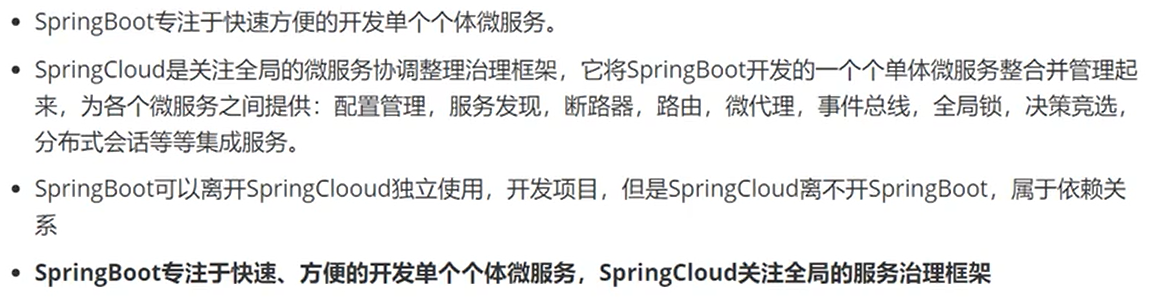 SpringBoot专注于快速方便的开发单个个体微服务。
SpringCloud是关注全局的微服务协调整理治理框架，它将SpringBoot开发的一个个单体微服务整合并管理起
来，为各个微服务之间提供：配置管理，服务发现，断路器，路由，微代理，事件总线，全局锁，决策竞选，
分布式会话等等集成服务。
SpringBoot可以离开SpringClooud独立使用，开发项目，但是SpringCloud离不开SpringBoot，属于依赖关
系
SpringBoot专注于快速、方便的开发单个个体微服务，SpringCloud关注全局的服务治理框架